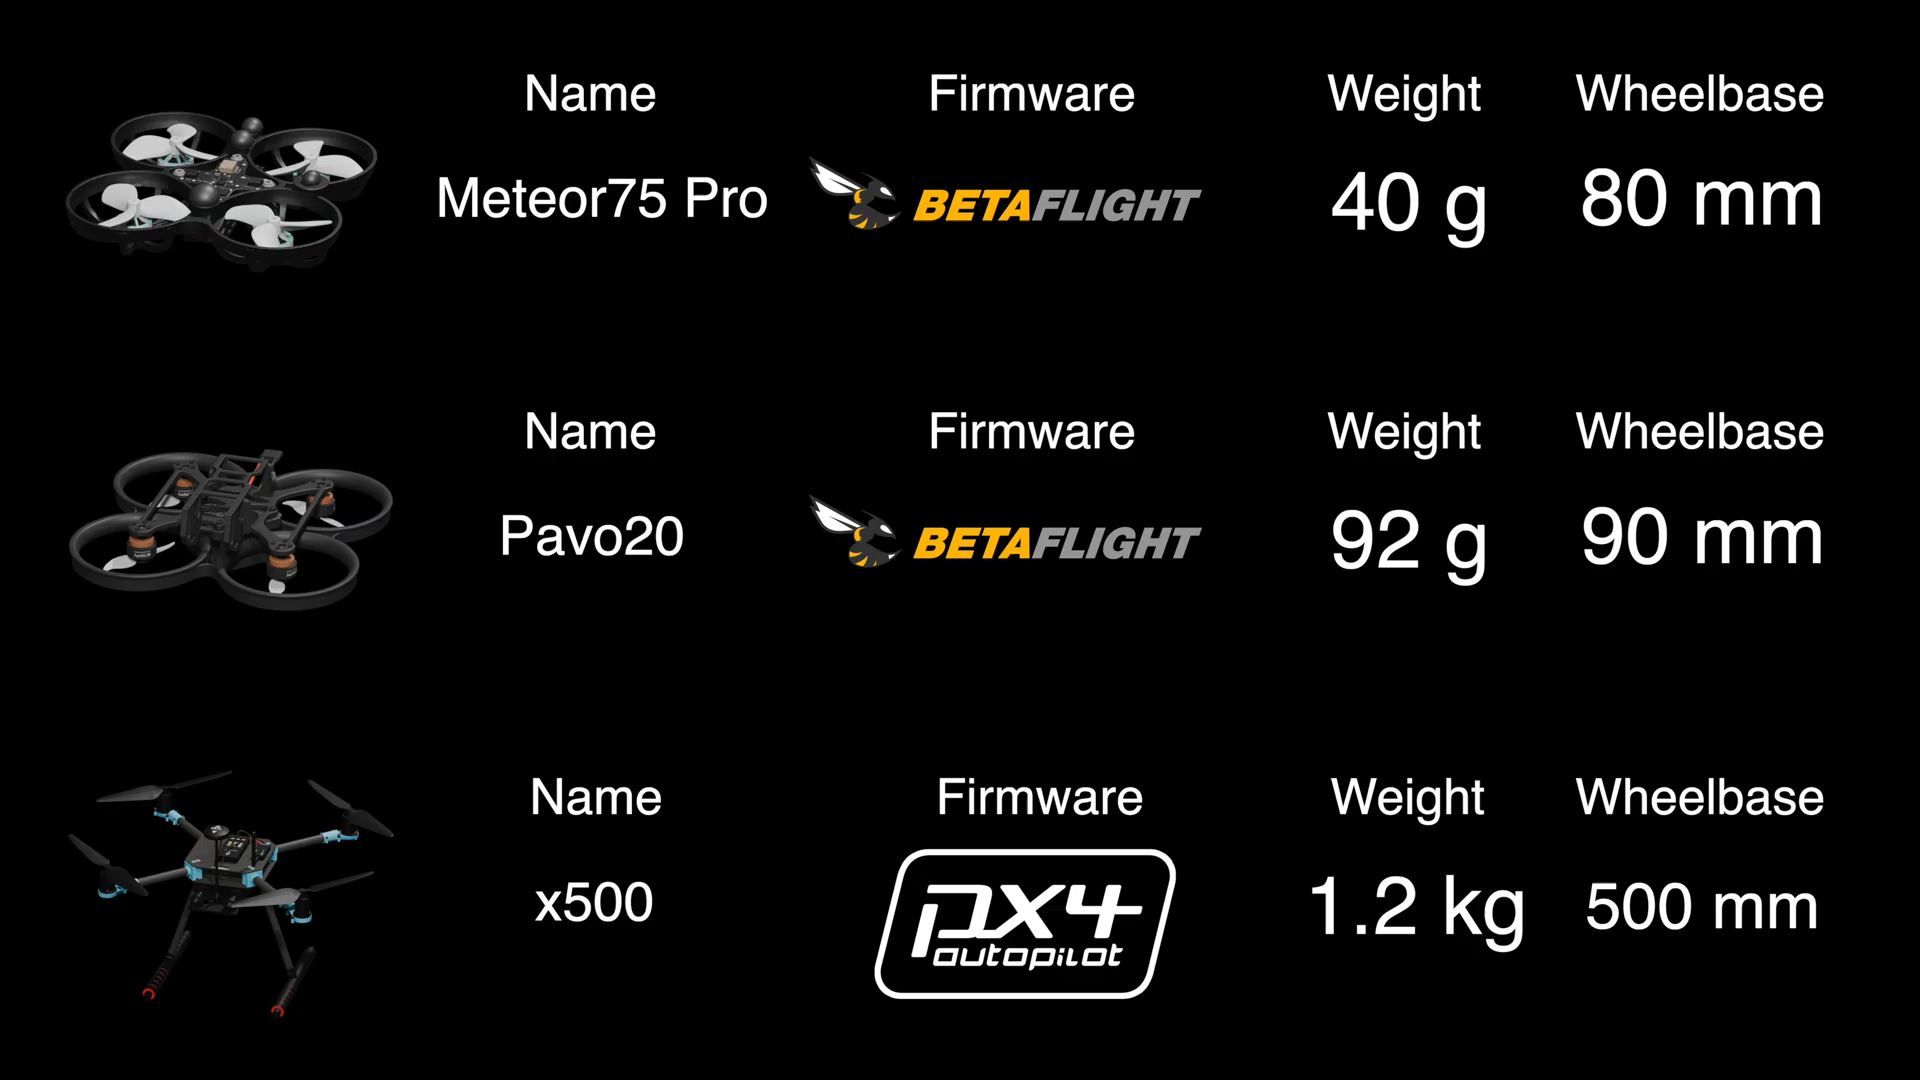 Name Firmware Weight Wheelbase
Meteor75 Pro BETAFLIGHT 40 g 80 mm
Name Firmware Weight Wheelbase
Pavo20 BETAFLIGHT 92 g 90 mm
Name Firmware Weight Wheelbase
x500 px4 autopilot 1.2 kg 500 mm